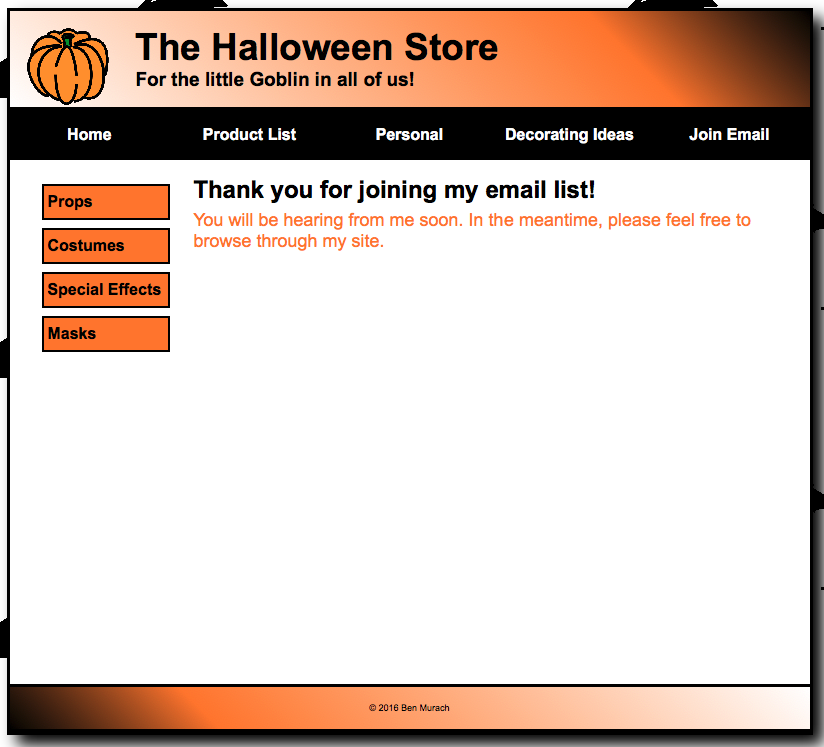 The Halloween Store
For the little Goblin in all of us!
Home Product List Personal Decorating Ideas Join Email
Props
Costumes
Special Effects
Masks
Thank you for joining my email list!
You will be hearing from me soon. In the meantime, please feel free to
browse through my site.
© 2016 Ben Murach